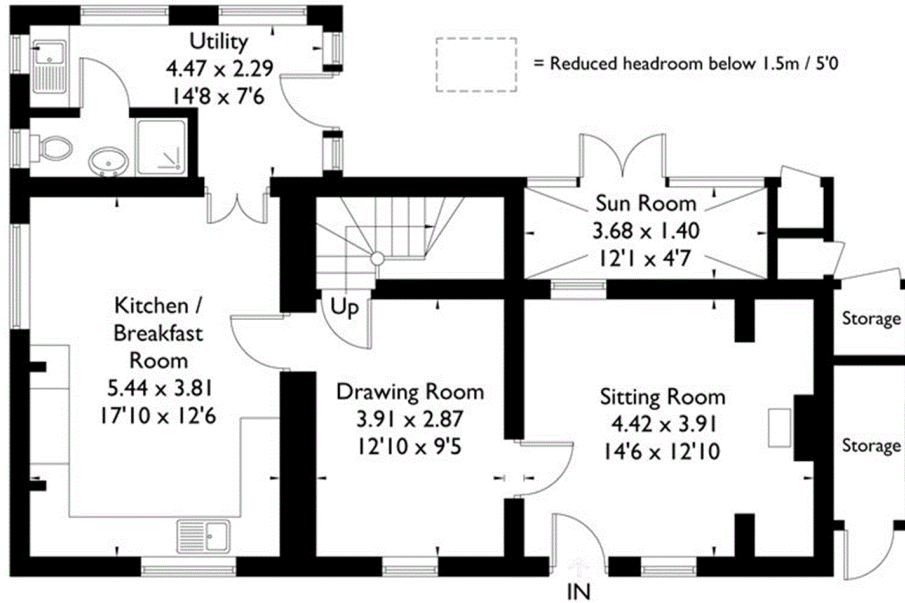 Utility
4.47 x 2.29
14'8 x 7'6
= Reduced headroom below 1.5m / 5'0
Sun Room
3.68 x 1.40
12'1 x 4'7
Kitchen /
Breakfast
Room
5.44 x 3.81
17'10 x 12'6
Up
Drawing Room
3.91 x 2.87
12'10 x 9'5
Sitting Room
4.42 x 3.91
14'6 x 12'10
Storage
Storage
IN